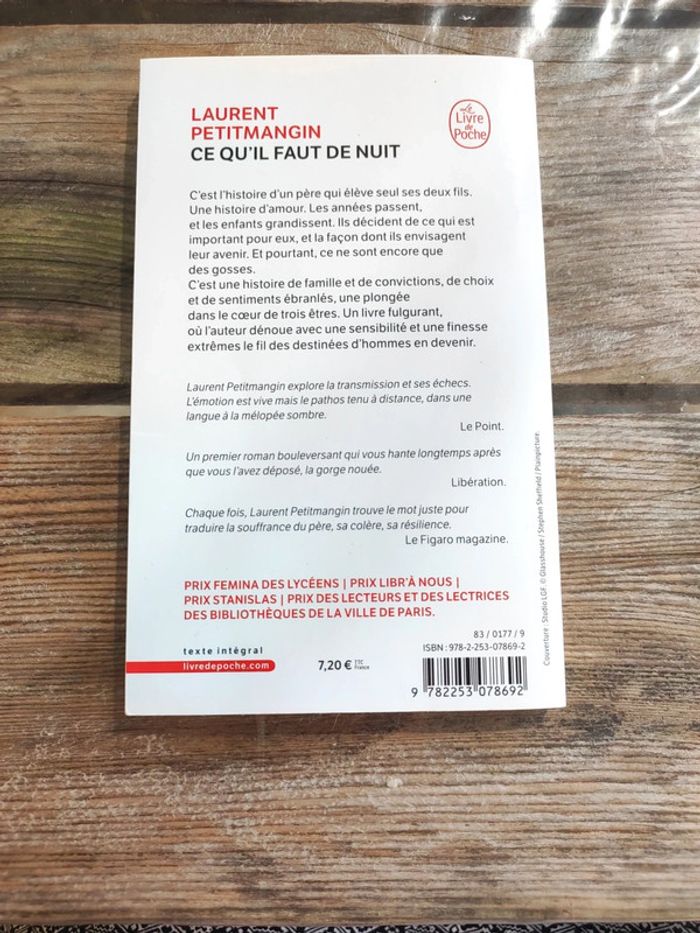 LAURENT
PETITMANGIN
CE QU'IL FAUT DE NUIT
Le
Livre
de
Poche
C'est l'histoire d'un père qui élève seul ses deux fils.
Une histoire d'amour. Les années passent,
et les enfants grandissent. Ils décident de ce qui est
important pour eux, et la façon dont ils envisagent
leur avenir. Et pourtant, ce ne sont encore que
des gosses.
C'est une histoire de famille et de convictions, de choix
et de sentiments ébranlés, une plongée
dans le cœur de trois êtres. Un livre fulgurant,
où l'auteur dénoue avec une sensibilité et une finesse
extrêmes le fil des destinées d'hommes en devenir.
Laurent Petitmangin explore la transmission et ses échecs.
L'émotion est vive mais le pathos tenu à distance, dans une
langue à la mélopée sombre.
Le Point.
Un premier roman bouleversant qui vous hante longtemps après
que vous l'avez déposé, la gorge nouée.
Libération.
Chaque fois, Laurent Petitmangin trouve le mot juste pour
traduire la souffrance du père, sa colère, sa résilience.
Le Figaro magazine.
PRIX FEMINA DES LYCÉENS | PRIX LIBR'À NOUS |
PRIX STANISLAS | PRIX DES LECTEURS ET DES LECTRICES
DES BIBLIOTHÈQUES DE LA VILLE DE PARIS.
texte intégral
livredepoche.com
7,20 € TTC
France
83 / 0177 / 9
ISBN : 978-2-253-07869-2
9 782253 078692
Couverture : Studio LGF. © Glasshouse / Stephen Sheffield / Plainpicture.